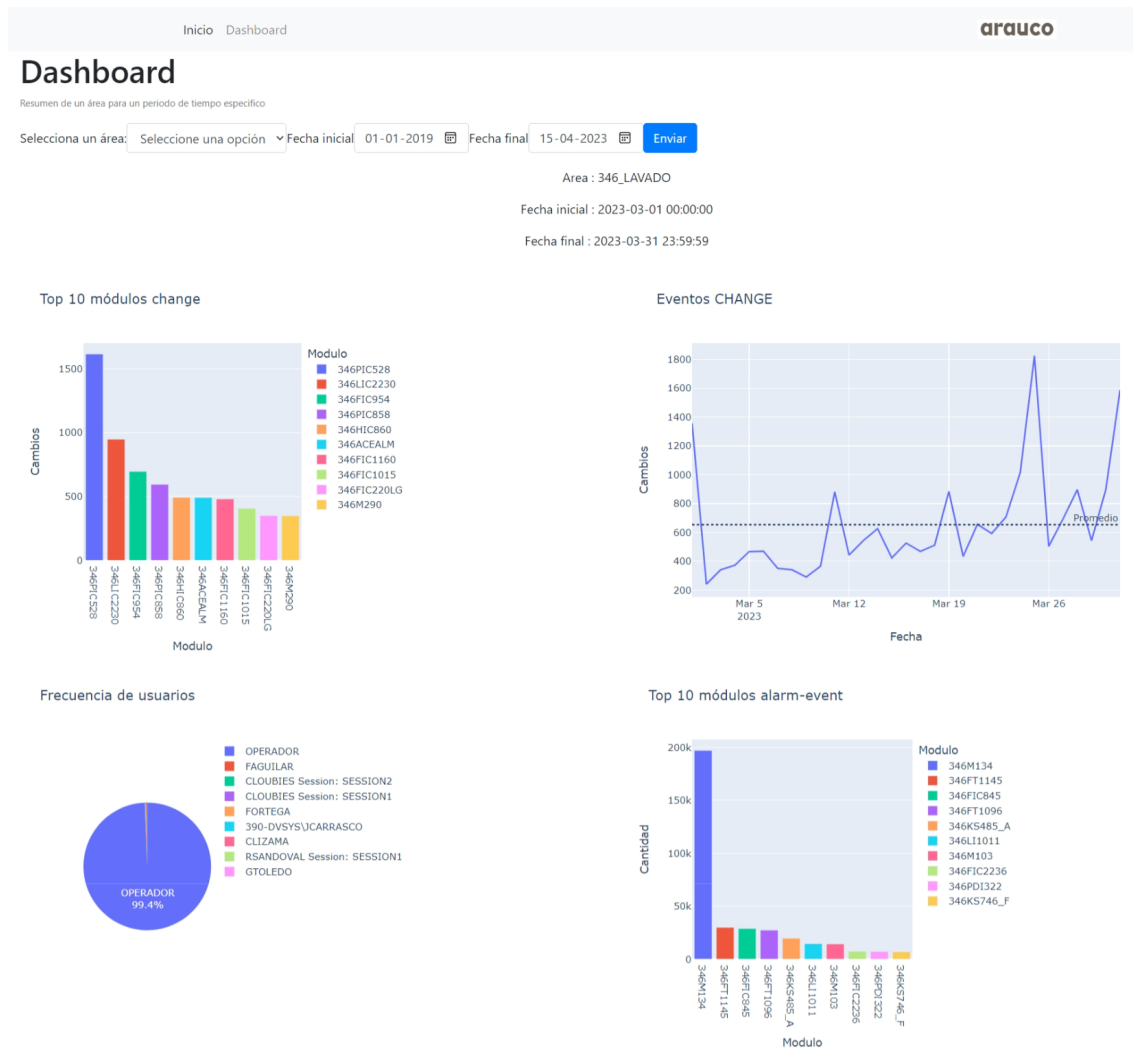 Inicio Dashboard arauco
Dashboard
Resumen de un área para un periodo de tiempo especifico
Selecciona un área: Seleccione una opción Fecha inicial 01-01-2019 Fecha final 15-04-2023 Enviar
Area : 346_LAVADO
Fecha inicial : 2023-03-01 00:00:00
Fecha final : 2023-03-31 23:59:59
Top 10 módulos change
Cambios
1500
1000
500
0
346PIC528
346LIC2230
346FIC954
346PIC858
346HIC860
346ACEALM
346FIC1160
346FIC1015
346FIC220LG
346M290
Modulo
Modulo
346PIC528
346LIC2230
346FIC954
346PIC858
346HIC860
346ACEALM
346FIC1160
346FIC1015
346FIC220LG
346M290
Eventos CHANGE
Cambios
1800
1600
1400
1200
1000
800
600
400
200
Promedio
Mar 5 Mar 12 Mar 19 Mar 26
2023
Fecha
Frecuencia de usuarios
OPERADOR
99.4%
OPERADOR
FAGUILAR
CLOUBIES Session: SESSION2
CLOUBIES Session: SESSION1
FORTEGA
390-DVSYS\JCARRASCO
CLIZAMA
RSANDOVAL Session: SESSION1
GTOLEDO
Top 10 módulos alarm-event
Cantidad
200k
150k
100k
50k
0
346M134
346FT1145
346FIC845
346FT1096
346KS485_A
346LI1011
346M103
346FIC2236
346PDI322
346KS746_F
Modulo
Modulo
346M134
346FT1145
346FIC845
346FT1096
346KS485_A
346LI1011
346M103
346FIC2236
346PDI322
346KS746_F